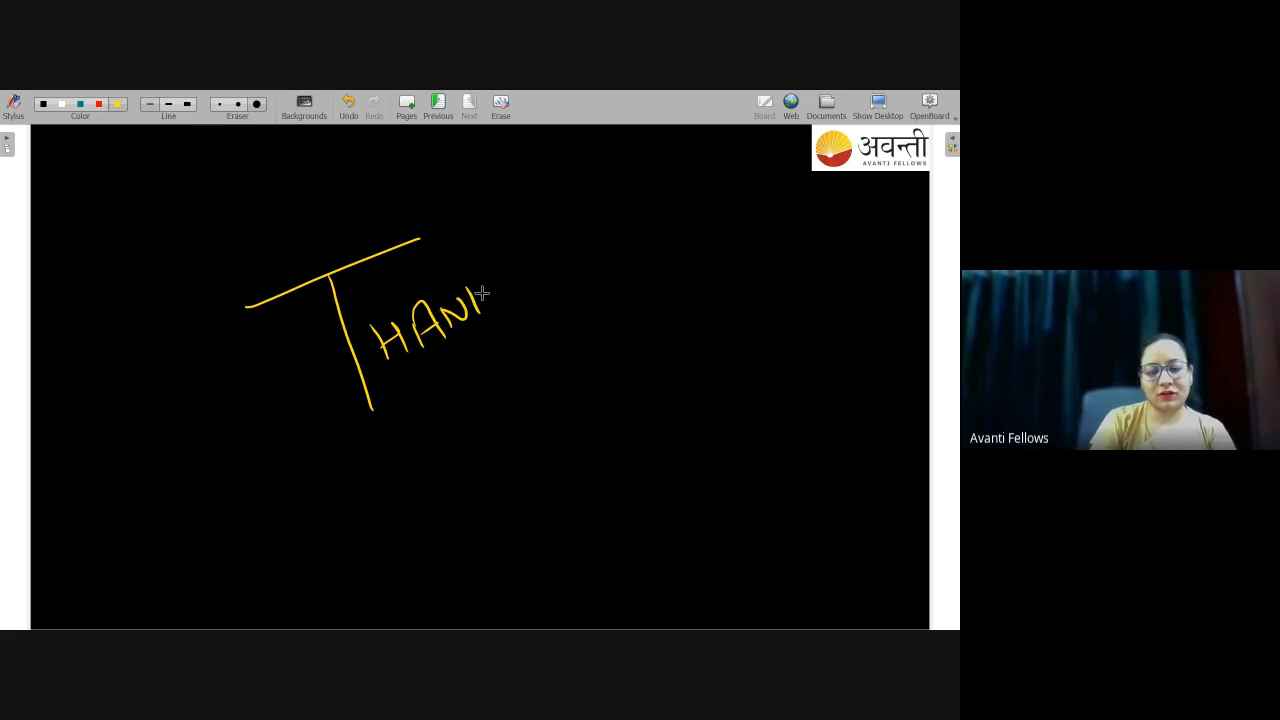 Stylus
Color
Line
Eraser
Backgrounds
Undo
Redo
Pages
Previous
Next
Erase
Board
Web
Documents
Show Desktop
OpenBoard
अवन्ती
AVANTI FELLOWS
THAN
Avanti Fellows